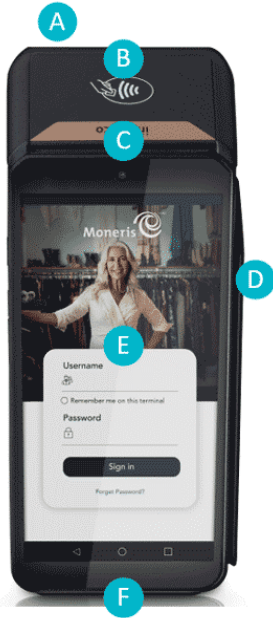 A
B
C
Moneris
D
E
Username
Remember me on this terminal
Password
Sign in
Forgot Password?
F